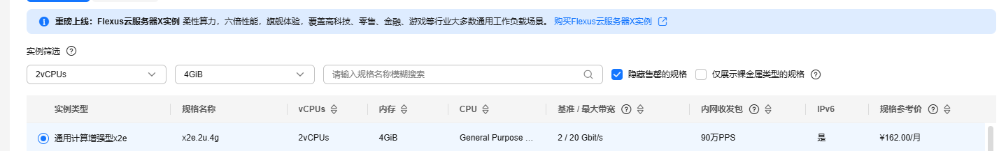 重磅上线：Flexus云服务器X实例 柔性算力，六倍性能，旗舰体验，覆盖高科技、零售、金融、游戏等行业大多数通用工作负载场景。 购买Flexus云服务器X实例
实例筛选
2vCPUs 4GiB 请输入规格名称模糊搜索 隐藏售罄的规格 仅展示裸金属类型的规格
实例类型 规格名称 vCPUs 内存 CPU 基准 / 最大带宽 内网收发包 IPv6 规格参考价
通用计算增强型x2e x2e.2u.4g 2vCPUs 4GiB General Purpose ... 2 / 20 Gbit/s 90万PPS 是 ¥162.00/月